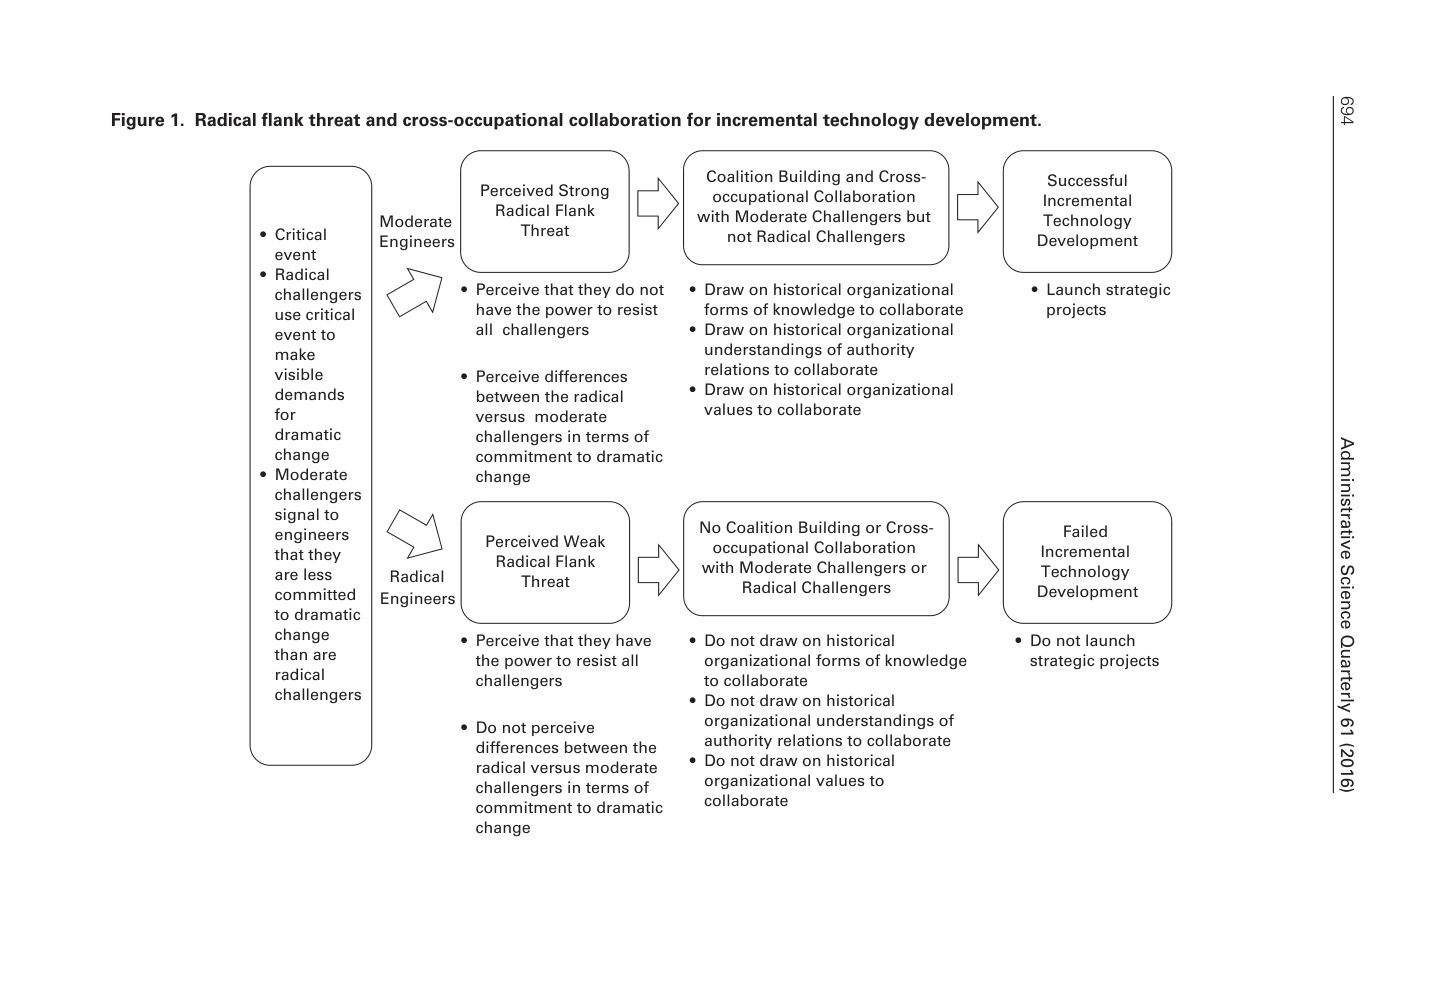 Figure 1. Radical flank threat and cross-occupational collaboration for incremental technology development.
• Critical
event
• Radical
challengers
use critical
event to
make
visible
demands
for
dramatic
change
• Moderate
challengers
signal to
engineers
that they
are less
committed
to dramatic
change
than are
radical
challengers
Moderate
Engineers
Perceived Strong
Radical Flank
Threat
• Perceive that they do not
have the power to resist
all challengers
• Perceive differences
between the radical
versus moderate
challengers in terms of
commitment to dramatic
change
Coalition Building and Cross-
occupational Collaboration
with Moderate Challengers but
not Radical Challengers
• Draw on historical organizational
forms of knowledge to collaborate
• Draw on historical organizational
understandings of authority
relations to collaborate
• Draw on historical organizational
values to collaborate
Successful
Incremental
Technology
Development
• Launch strategic
projects
Radical
Engineers
Perceived Weak
Radical Flank
Threat
• Perceive that they have
the power to resist all
challengers
• Do not perceive
differences between the
radical versus moderate
challengers in terms of
commitment to dramatic
change
No Coalition Building or Cross-
occupational Collaboration
with Moderate Challengers or
Radical Challengers
• Do not draw on historical
organizational forms of knowledge
to collaborate
• Do not draw on historical
organizational understandings of
authority relations to collaborate
• Do not draw on historical
organizational values to
collaborate
Failed
Incremental
Technology
Development
• Do not launch
strategic projects
694
Administrative Science Quarterly 61 (2016)